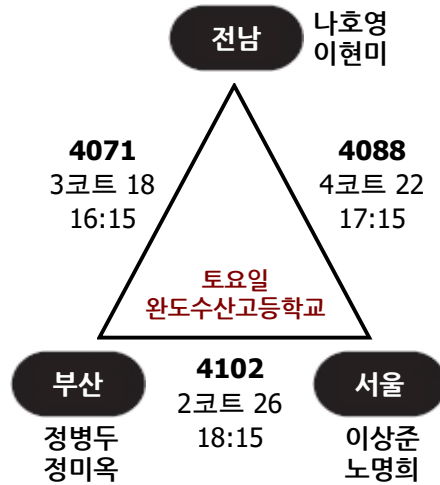 전남
나호영
이현미
4071
3코트 18
16:15
4088
4코트 22
17:15
토요일
완도수산고등학교
부산
정병두
정미옥
4102
2코트 26
18:15
서울
이상준
노명희